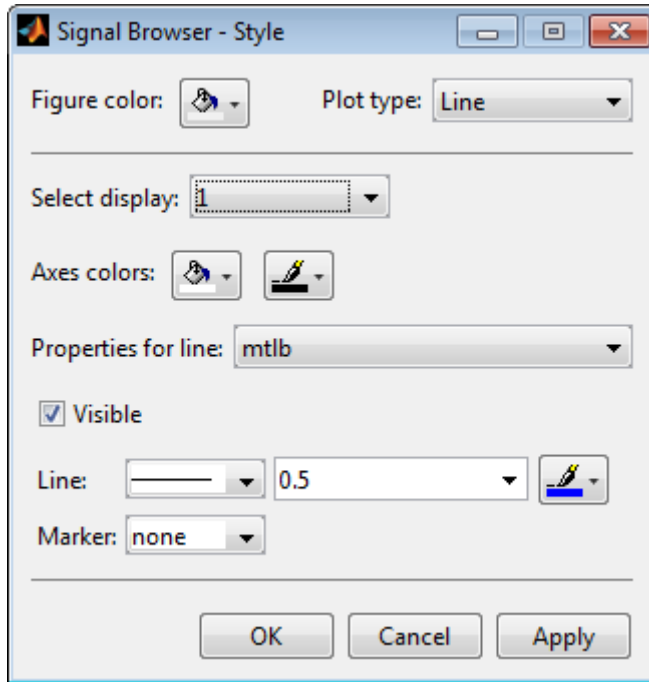 Signal Browser - Style
Figure color: Plot type: Line
Select display: 1
Axes colors:
Properties for line: mtlb
Visible
Line: 0.5
Marker: none
OK Cancel Apply